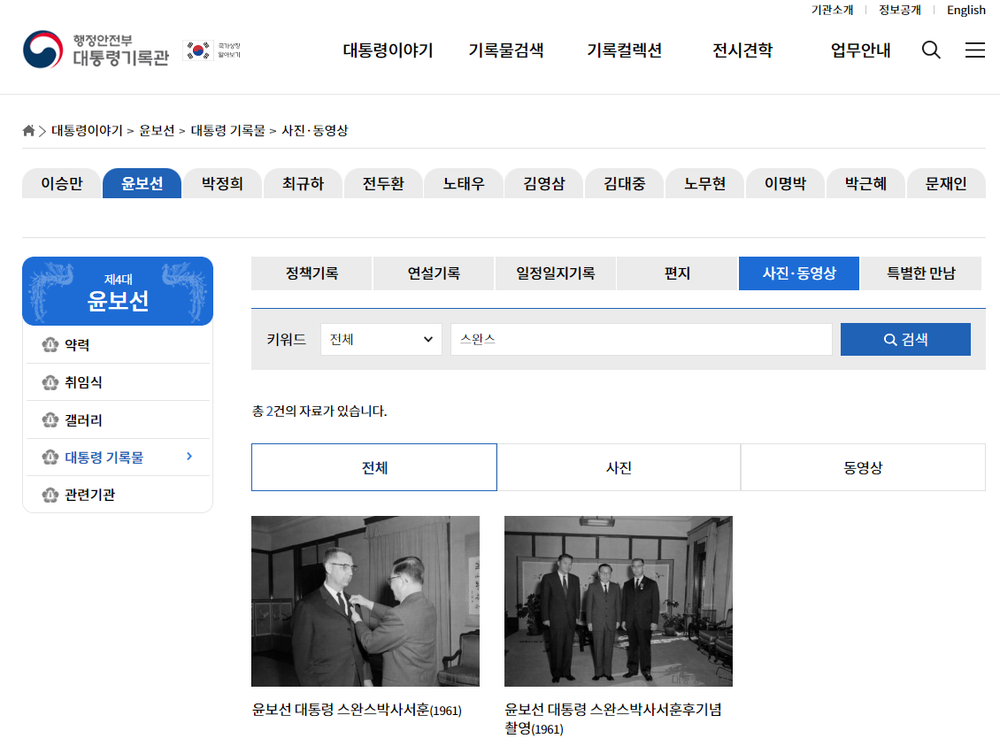 기관소개 정보공개 English
행정안전부
대통령기록관
국가상징
알아보기
대통령이야기 기록물검색 기록컬렉션 전시견학 업무안내
대통령이야기 > 윤보선 > 대통령 기록물 > 사진·동영상
이승만 윤보선 박정희 최규하 전두환 노태우 김영삼 김대중 노무현 이명박 박근혜 문재인
제4대
윤보선
약력
취임식
갤러리
대통령 기록물
관련기관
정책기록 연설기록 일정일지기록 편지 사진·동영상 특별한 만남
키워드 전체 스완스 검색
총 2건의 자료가 있습니다.
전체 사진 동영상
윤보선 대통령 스완스박사서훈(1961)
윤보선 대통령 스완스박사서훈후기념
촬영(1961)